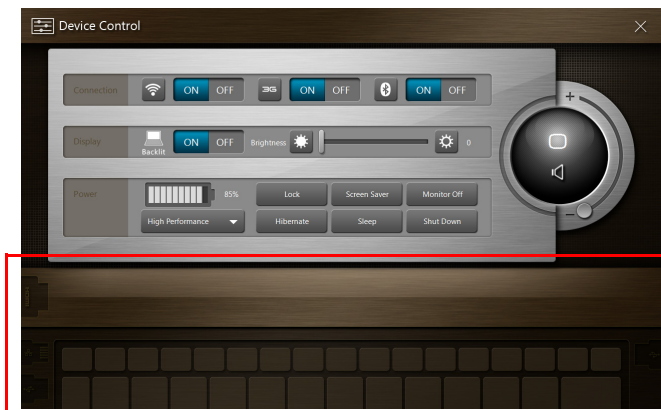 Device Control
Connection ON OFF 3G ON OFF ON OFF
Display Backlit ON OFF Brightness 0
Power 85% Lock Screen Saver Monitor Off
High Performance Hibernate Sleep Shut Down